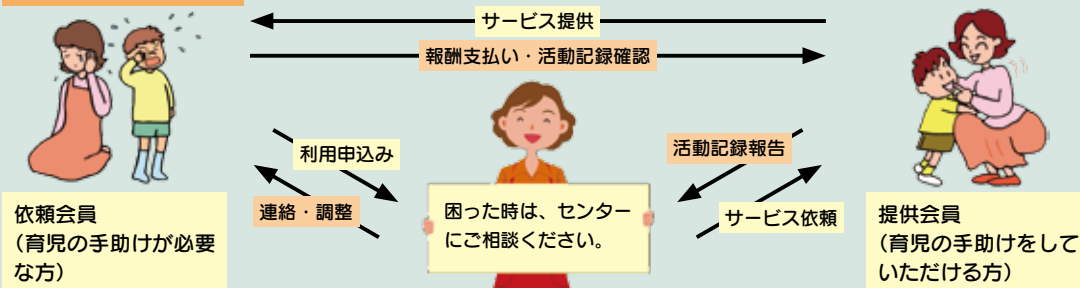 サービス提供
報酬支払い・活動記録確認
利用申込み
連絡・調整
活動記録報告
サービス依頼
困った時は、センター
にご相談ください。
依頼会員
（育児の手助けが必要
な方）
提供会員
（育児の手助けをして
いただける方）